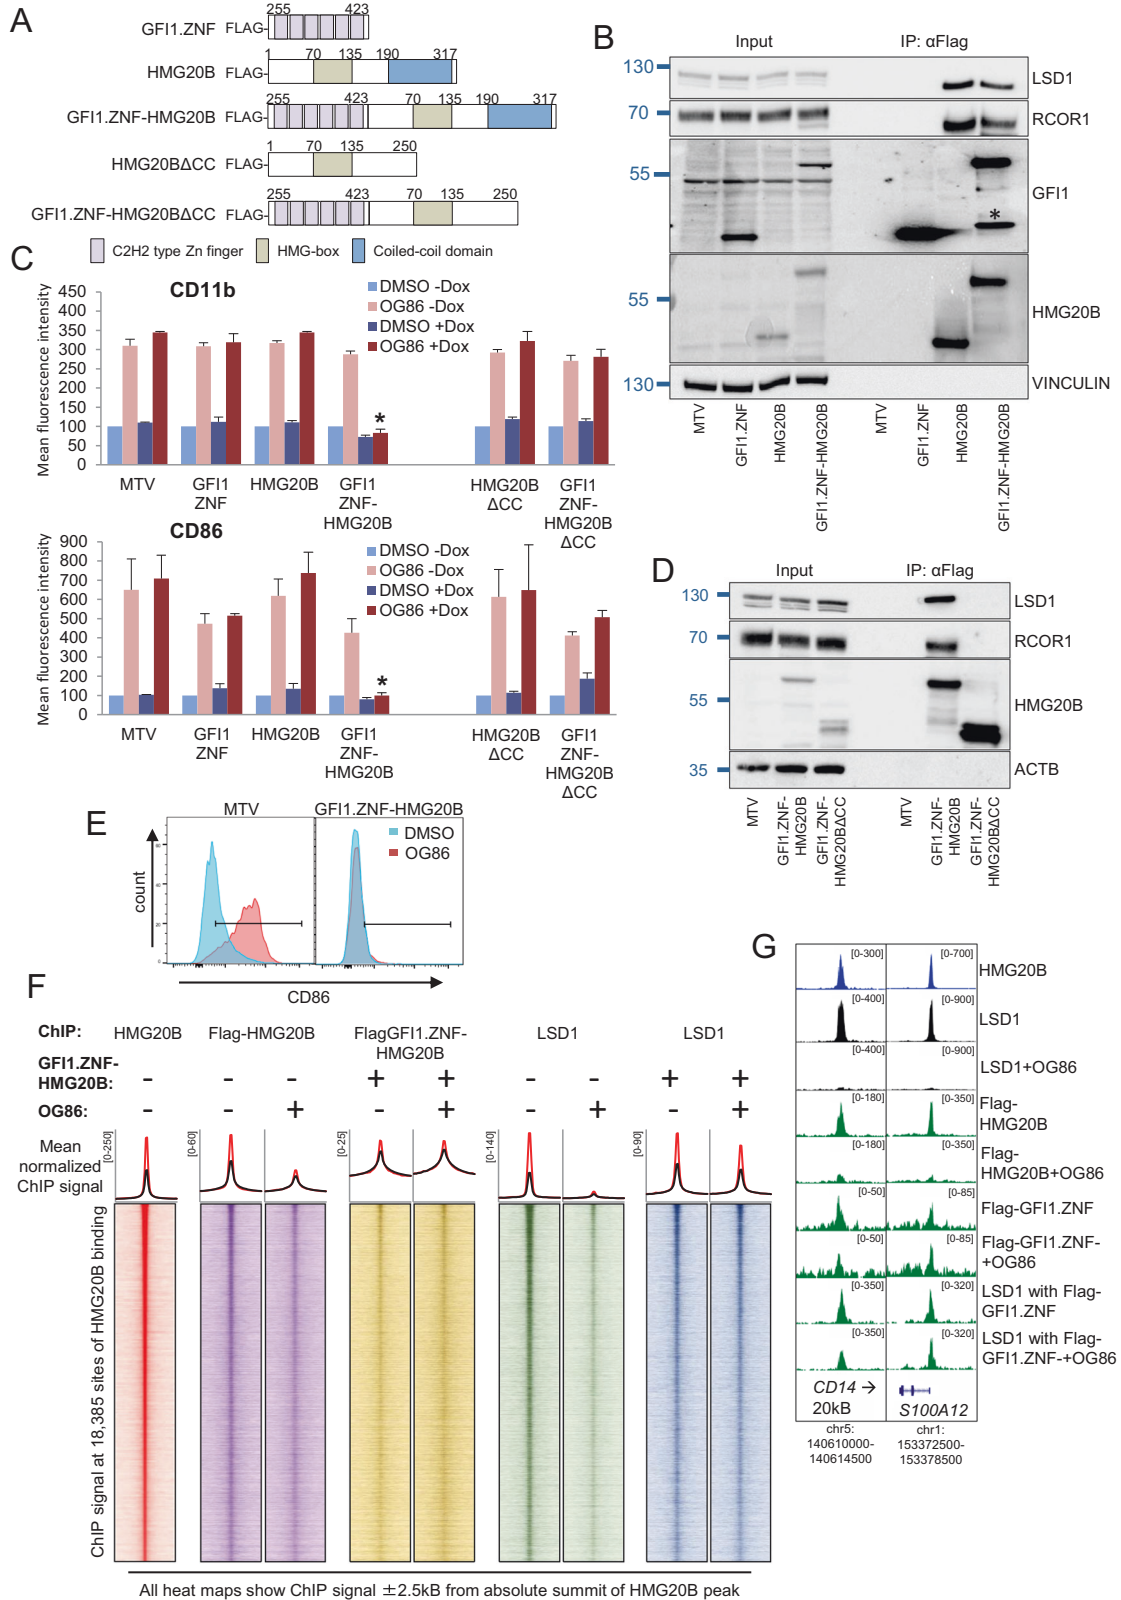 A
255 423
GFI1.ZNF FLAG-
1 70 135 190 317
HMG20B FLAG-
255 423 70 135 190 317
GFI1.ZNF-HMG20B FLAG-
1 70 135 250
HMG20BΔCC FLAG-
255 423 70 135 250
GFI1.ZNF-HMG20BΔCC FLAG-
C2H2 type Zn finger HMG-box Coiled-coil domain
B
Input IP: αFlag
130 LSD1
70 RCOR1
55 GFI1
*
55 HMG20B
130 VINCULIN
MTV
GFI1.ZNF
HMG20B
GFI1.ZNF-HMG20B
MTV
GFI1.ZNF
HMG20B
GFI1.ZNF-HMG20B
C
CD11b
Mean fluorescence intensity
450
400
350
300
250
200
150
100
50
0
DMSO -Dox
OG86 -Dox
DMSO +Dox
OG86 +Dox
*
MTV
GFI1
ZNF
HMG20B
GFI1
ZNF-
HMG20B
HMG20B
ΔCC
GFI1
ZNF-
HMG20B
ΔCC
CD86
Mean fluorescence intensity
900
800
700
600
500
400
300
200
100
0
DMSO -Dox
OG86 -Dox
DMSO +Dox
OG86 +Dox
*
MTV
GFI1
ZNF
HMG20B
GFI1
ZNF-
HMG20B
HMG20B
ΔCC
GFI1
ZNF-
HMG20B
ΔCC
D
Input IP: αFlag
130 LSD1
70 RCOR1
55 HMG20B
35 ACTB
MTV
GFI1.ZNF-
HMG20B
GFI1.ZNF-
HMG20BΔCC
MTV
GFI1.ZNF-
HMG20B
GFI1.ZNF-
HMG20BΔCC
E
MTV GFI1.ZNF-HMG20B
DMSO
OG86
count
CD86
F
ChIP: HMG20B Flag-HMG20B FlagGFI1.ZNF-
HMG20B LSD1 LSD1
GFI1.ZNF-
HMG20B: - - - + + - - + +
OG86: - - + - + - + - +
Mean
normalized
ChIP signal
[0-250]
[0-60]
[0-25]
[0-140]
[0-90]
ChIP signal at 18,385 sites of HMG20B binding
All heat maps show ChIP signal ±2.5kB from absolute summit of HMG20B peak
G
[0-300] [0-700] HMG20B
[0-400] [0-900] LSD1
[0-400] [0-900] LSD1+OG86
[0-180] [0-350] Flag-
HMG20B
[0-180] [0-350] Flag-
HMG20B+OG86
[0-50] [0-85] Flag-GFI1.ZNF
[0-50] [0-85] Flag-GFI1.ZNF-
+OG86
[0-350] [0-320] LSD1 with Flag-
GFI1.ZNF
[0-350] [0-320] LSD1 with Flag-
GFI1.ZNF-+OG86
CD14 →
20kB S100A12
chr5:
140610000-
140614500
chr1:
153372500-
153378500